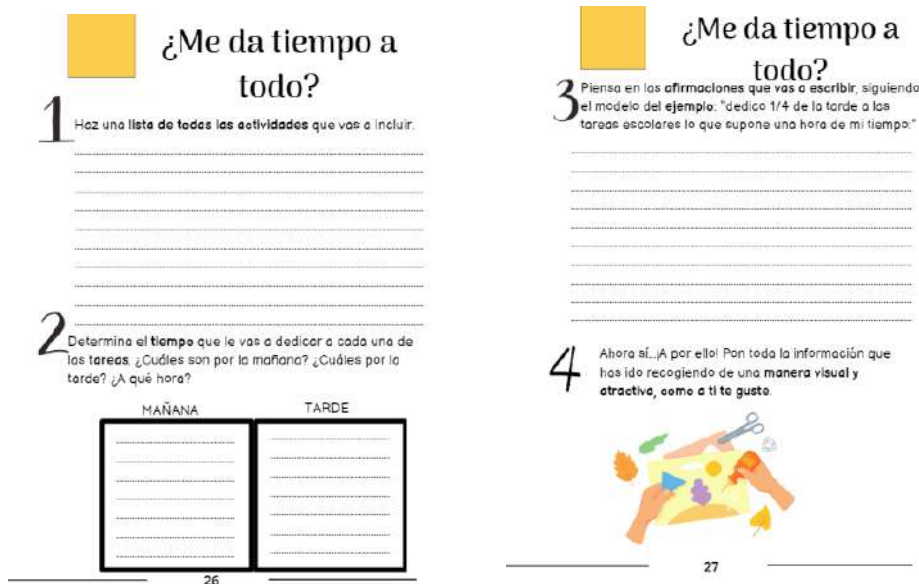 ¿Me da tiempo a
todo?
1
Haz una lista de todas las actividades que vas a incluir.
2
Determina el tiempo que le vas a dedicar a cada una de
las tareas. ¿Cuáles son por la mañana? ¿Cuáles por la
tarde? ¿A qué hora?
MAÑANA
TARDE
26
¿Me da tiempo a
todo?
3
Piensa en las afirmaciones que vas a escribir, siguiendo
el modelo del ejemplo: "dedico 1/4 de la tarde a las
tareas escolares lo que supone una hora de mi tiempo."
4
Ahora sí...¡A por ello! Pon toda la información que
has ido recogiendo de una manera visual y
atractiva, como a ti te guste.
27